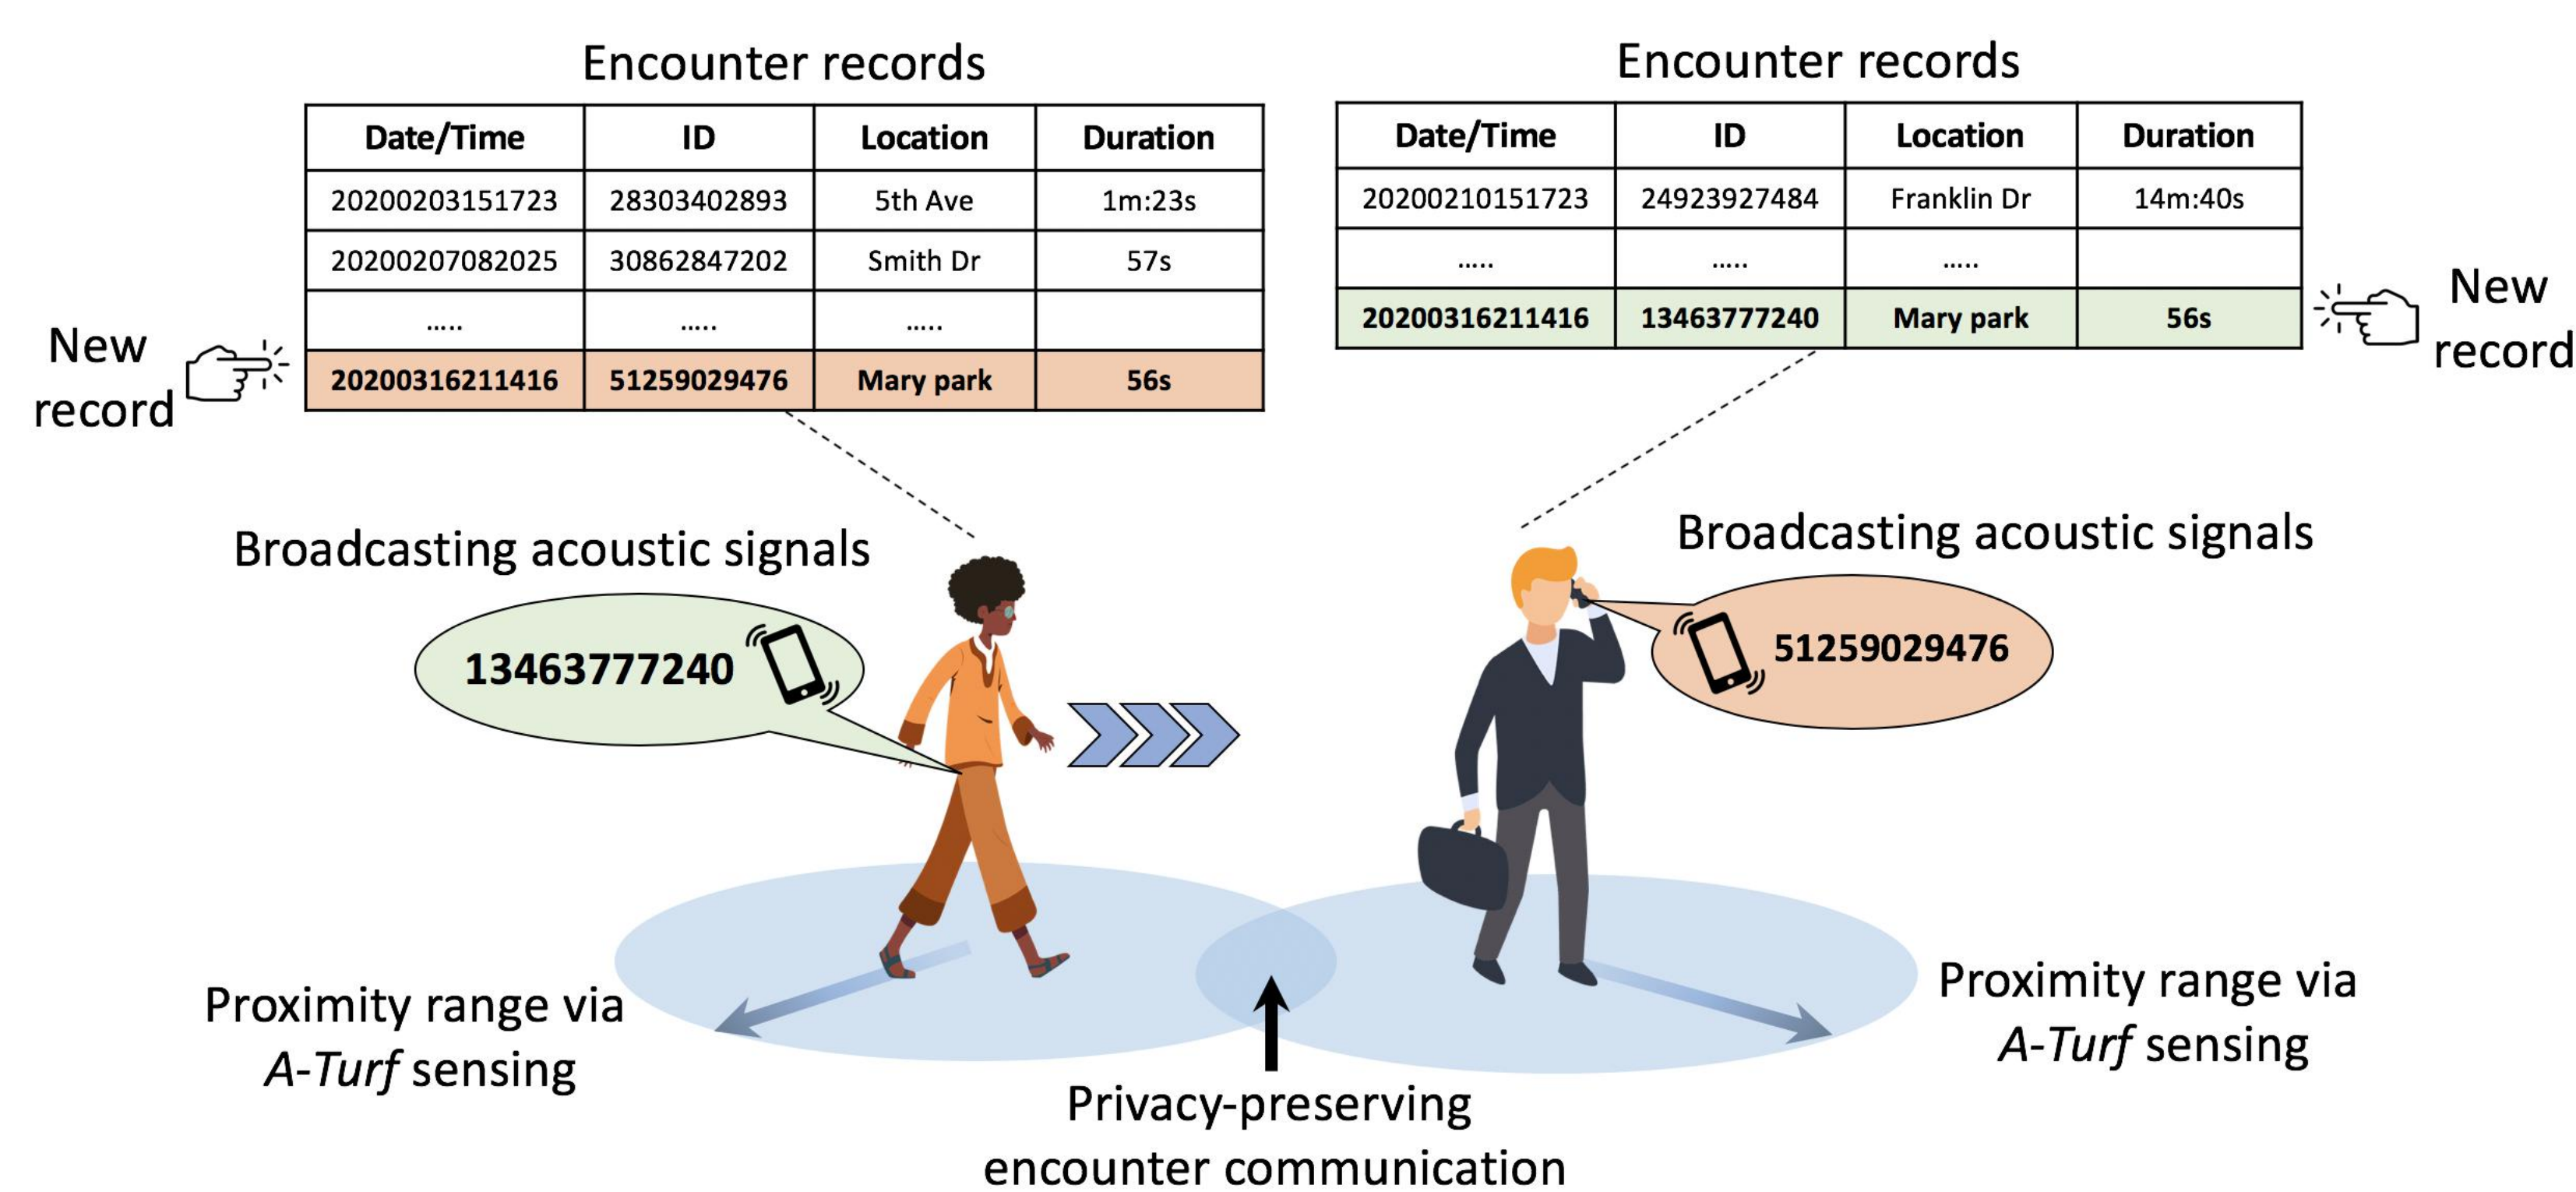 Encounter records
Date/Time ID Location Duration
20200203151723 28303402893 5th Ave 1m:23s
20200207082025 30862847202 Smith Dr 57s
..... ..... .....
20200316211416 51259029476 Mary park 56s
New
record
Encounter records
Date/Time ID Location Duration
20200210151723 24923927484 Franklin Dr 14m:40s
..... ..... .....
20200316211416 13463777240 Mary park 56s
New
record
Broadcasting acoustic signals
13463777240
Broadcasting acoustic signals
51259029476
Proximity range via
A-Turf sensing
Privacy-preserving
encounter communication
Proximity range via
A-Turf sensing